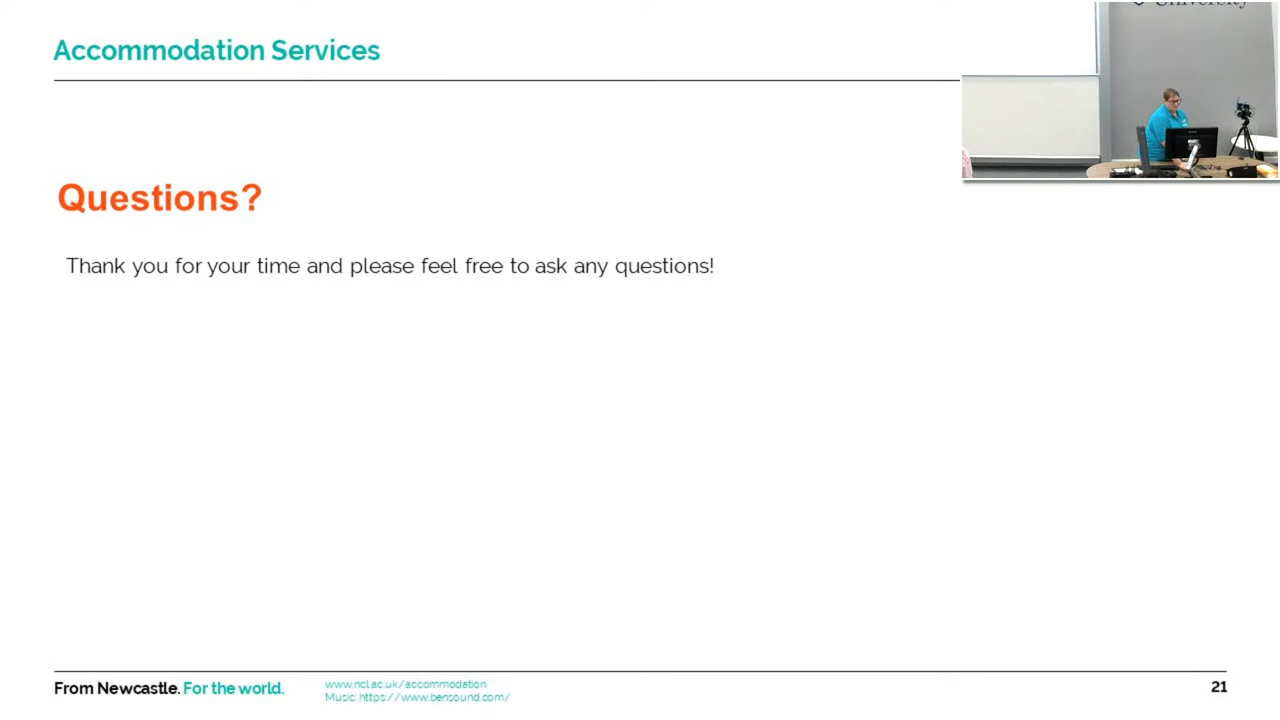 Accommodation Services
University
Questions?
Thank you for your time and please feel free to ask any questions!
From Newcastle. For the world.
www.ncl.ac.uk/accommodation
Music: https://www.bensound.com/
21